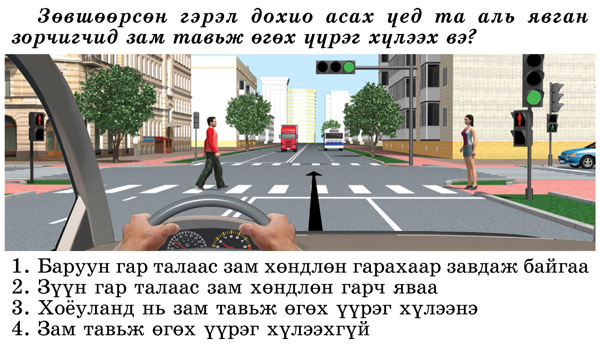 Зөвшөөрсөн гэрэл дохио асах үед та аль явган
зорчигчид зам тавьж өгөх үүрэг хүлээх вэ?
1. Баруун гар талаас зам хөндлөн гарахаар завдаж байгаа
2. Зүүн гар талаас зам хөндлөн гарч яваа
3. Хоёуланд нь зам тавьж өгөх үүрэг хүлээнэ
4. Зам тавьж өгөх үүрэг хүлээхгүй